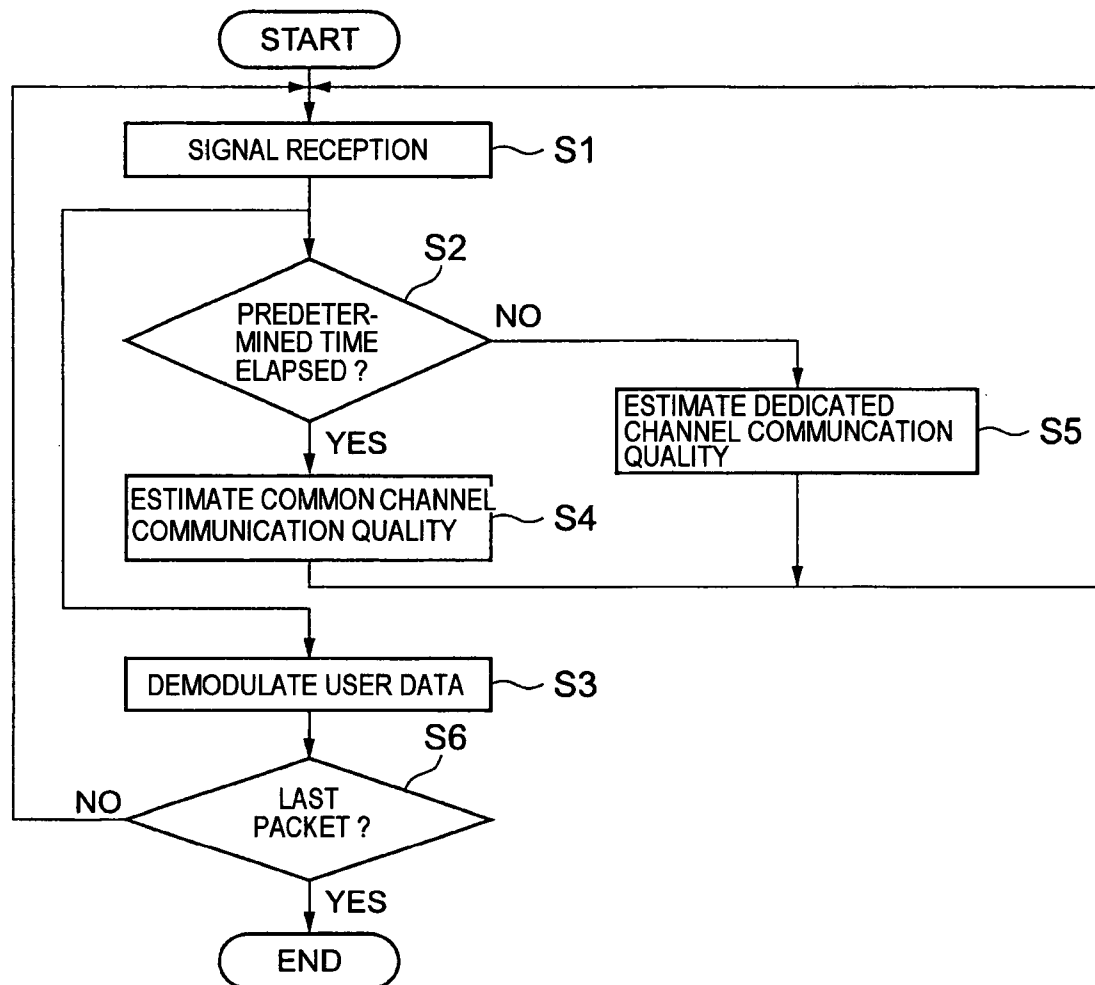 START
SIGNAL RECEPTION
S1
S2
PREDETER-
MINED TIME
ELAPSED ?
NO
YES
ESTIMATE DEDICATED
CHANNEL COMMUNCATION
QUALITY
S5
ESTIMATE COMMON CHANNEL
COMMUNICATION QUALITY
S4
DEMODULATE USER DATA
S3
S6
LAST
PACKET ?
NO
YES
END